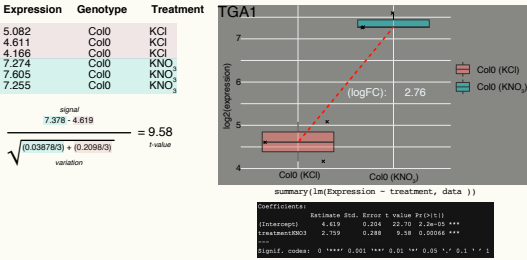 Expression Genotype Treatment
5.082 Col0 KCl
4.611 Col0 KCl
4.166 Col0 KCl
7.274 Col0 KNO3
7.605 Col0 KNO3
7.255 Col0 KNO3
signal
7.378 - 4.619
√(0.03878/3) + (0.2098/3)
variation
= 9.58
t-value
TGA1
log2(expression)
7
6
5
4
(logFC): 2.76
Col0 (KCl)
Col0 (KNO3)
Col0 (KCl)
Col0 (KNO3)
summary(lm(Expression ~ treatment, data ))
Coefficients:
Estimate Std. Error t value Pr(>|t|)
(Intercept) 4.619 0.204 22.70 2.2e-05 ***
treatmentKNO3 2.759 0.288 9.58 0.00066 ***
---
Signif. codes: 0 '***' 0.001 '**' 0.01 '*' 0.05 '.' 0.1 ' ' 1